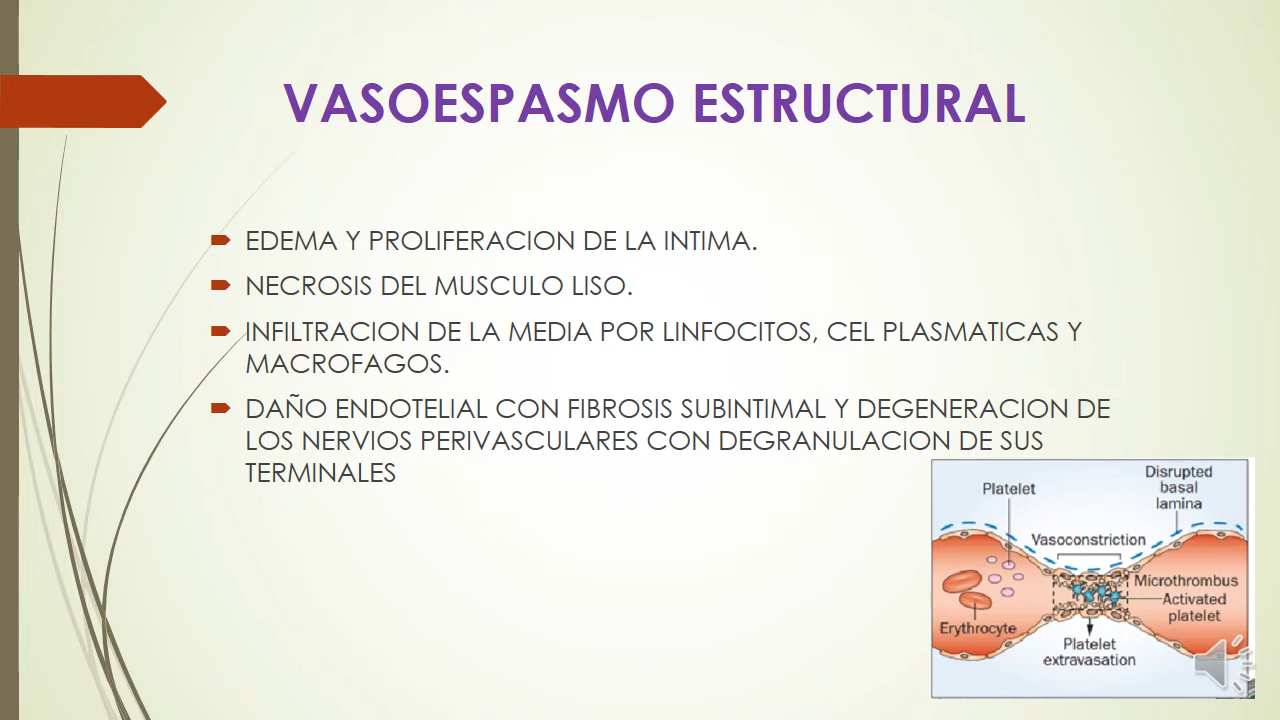 VASOESPASMO ESTRUCTURAL
EDEMA Y PROLIFERACION DE LA INTIMA.
NECROSIS DEL MUSCULO LISO.
INFILTRACION DE LA MEDIA POR LINFOCITOS, CEL PLASMATICAS Y
MACROFAGOS.
DAÑO ENDOTELIAL CON FIBROSIS SUBINTIMAL Y DEGENERACION DE
LOS NERVIOS PERIVASCULARES CON DEGRANULACION DE SUS
TERMINALES
Platelet
Disrupted
basal
lamina
Vasoconstriction
Microthrombus
Activated
platelet
Erythrocyte
Platelet
extravasation